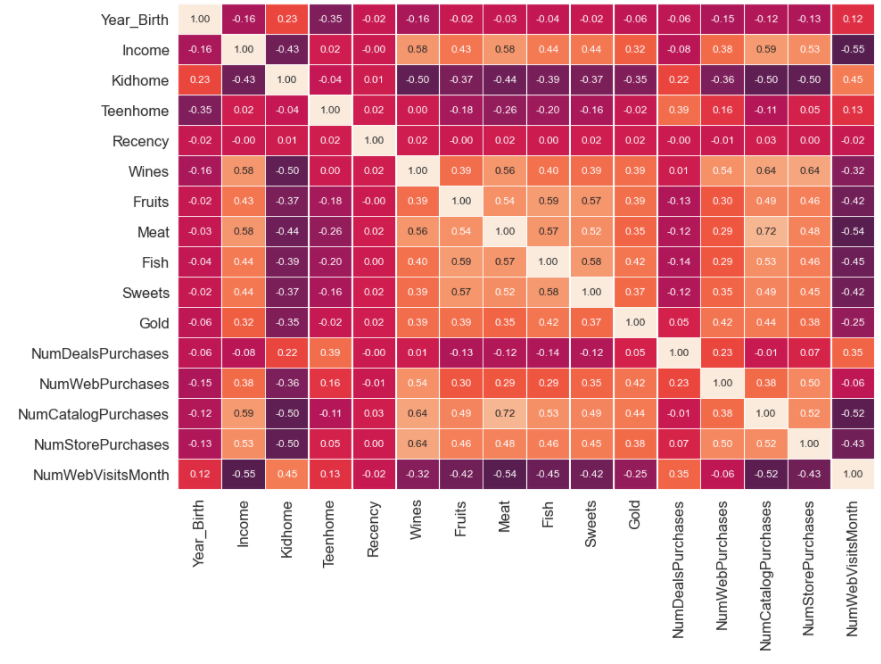 Year_Birth 1.00 -0.16 0.23 -0.35 -0.02 -0.16 -0.02 -0.03 -0.04 -0.02 -0.06 -0.06 -0.15 -0.12 -0.13 0.12
Income -0.16 1.00 -0.43 0.02 -0.00 0.58 0.43 0.58 0.44 0.44 0.32 -0.08 0.38 0.59 0.53 -0.55
Kidhome 0.23 -0.43 1.00 -0.04 0.01 -0.50 -0.37 -0.44 -0.39 -0.37 -0.35 0.22 -0.36 -0.50 -0.50 0.45
Teenhome -0.35 0.02 -0.04 1.00 0.02 0.00 -0.18 -0.26 -0.20 -0.16 -0.02 0.39 0.16 -0.11 0.05 0.13
Recency -0.02 -0.00 0.01 0.02 1.00 0.02 -0.00 0.02 0.00 0.02 0.02 -0.00 -0.01 0.03 0.00 -0.02
Wines -0.16 0.58 -0.50 0.00 0.02 1.00 0.39 0.56 0.40 0.39 0.39 0.01 0.54 0.64 0.64 -0.32
Fruits -0.02 0.43 -0.37 -0.18 -0.00 0.39 1.00 0.54 0.59 0.57 0.39 -0.13 0.30 0.49 0.46 -0.42
Meat -0.03 0.58 -0.44 -0.26 0.02 0.56 0.54 1.00 0.57 0.52 0.35 -0.12 0.29 0.72 0.48 -0.54
Fish -0.04 0.44 -0.39 -0.20 0.00 0.40 0.59 0.57 1.00 0.58 0.42 -0.14 0.29 0.53 0.46 -0.45
Sweets -0.02 0.44 -0.37 -0.16 0.02 0.39 0.57 0.52 0.58 1.00 0.37 -0.12 0.35 0.49 0.45 -0.42
Gold -0.06 0.32 -0.35 -0.02 0.02 0.39 0.39 0.35 0.42 0.37 1.00 0.05 0.42 0.44 0.38 -0.25
NumDealsPurchases -0.06 -0.08 0.22 0.39 -0.00 0.01 -0.13 -0.12 -0.14 -0.12 0.05 1.00 0.23 -0.01 0.07 0.35
NumWebPurchases -0.15 0.38 -0.36 0.16 -0.01 0.54 0.30 0.29 0.29 0.35 0.42 0.23 1.00 0.38 0.50 -0.06
NumCatalogPurchases -0.12 0.59 -0.50 -0.11 0.03 0.64 0.49 0.72 0.53 0.49 0.44 -0.01 0.38 1.00 0.52 -0.52
NumStorePurchases -0.13 0.53 -0.50 0.05 0.00 0.64 0.46 0.48 0.46 0.45 0.38 0.07 0.50 0.52 1.00 -0.43
NumWebVisitsMonth 0.12 -0.55 0.45 0.13 -0.02 -0.32 -0.42 -0.54 -0.45 -0.42 -0.25 0.35 -0.06 -0.52 -0.43 1.00
Year_Birth
Income
Kidhome
Teenhome
Recency
Wines
Fruits
Meat
Fish
Sweets
Gold
NumDealsPurchases
NumWebPurchases
NumCatalogPurchases
NumStorePurchases
NumWebVisitsMonth